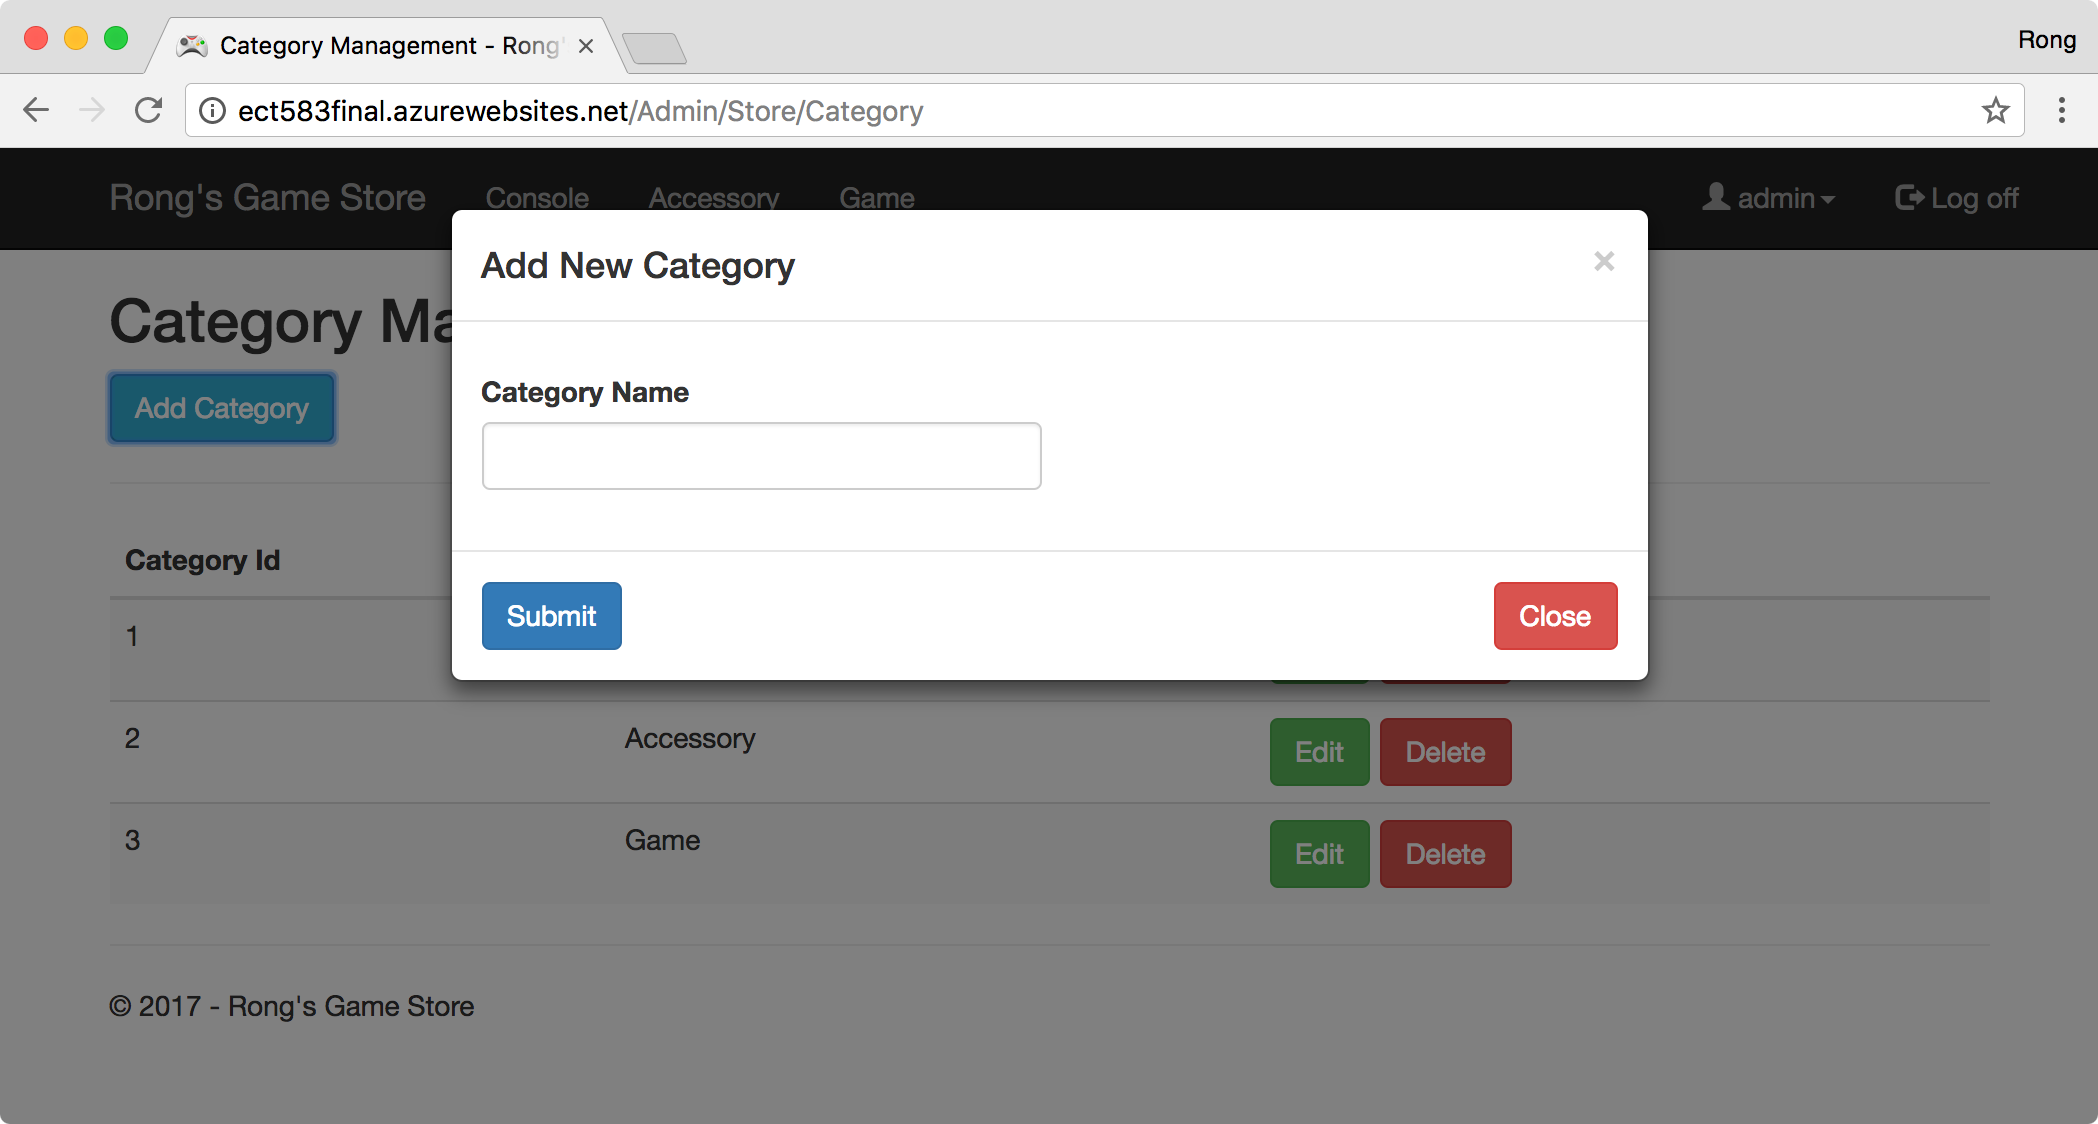 Category Management - Rong'
Rong
ect583final.azurewebsites.net/Admin/Store/Category
Rong's Game Store Console Accessory Game admin Log off
Add New Category ×
Category Ma
Category Name
Add Category
Category Id
Submit Close
1
2 Accessory Edit Delete
3 Game Edit Delete
© 2017 - Rong's Game Store